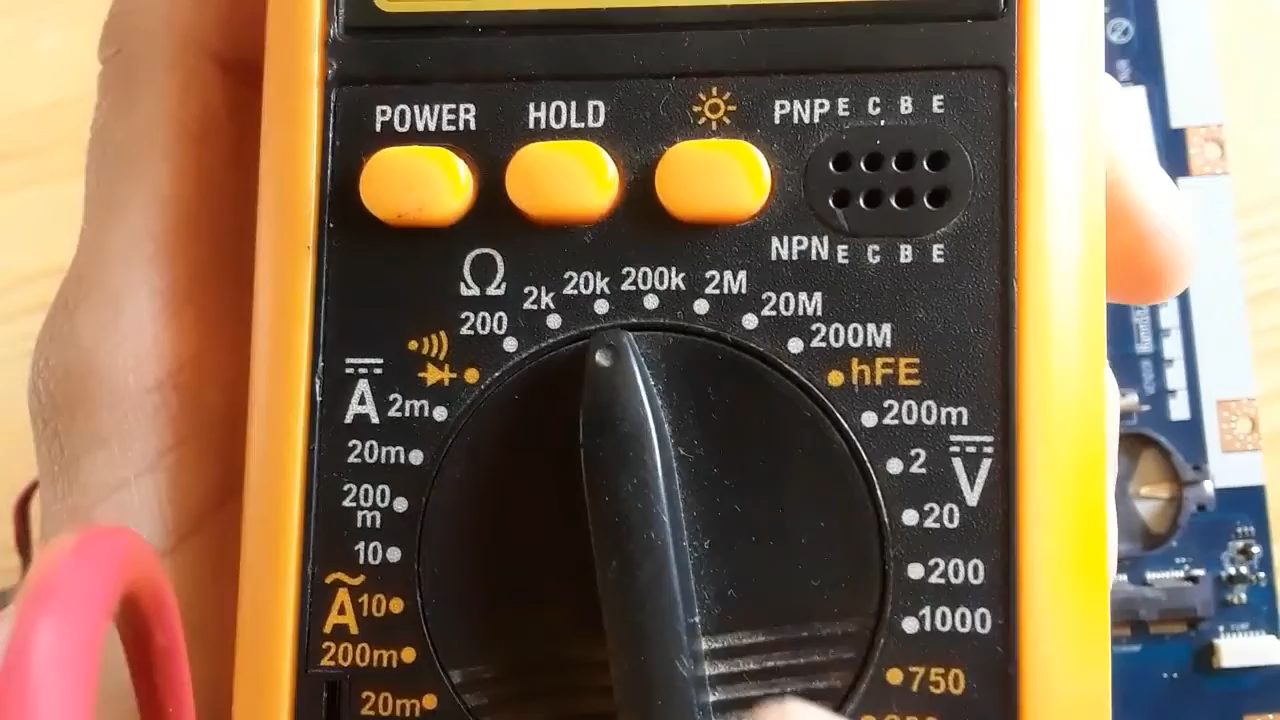 POWER HOLD
PNP E C B E
NPN E C B E
Ω
200
2k
20k
200k
2M
20M
200M
hFE
A
2m
20m
200
m
10
A
10
200m
20m
200m
2
V
20
200
1000
750